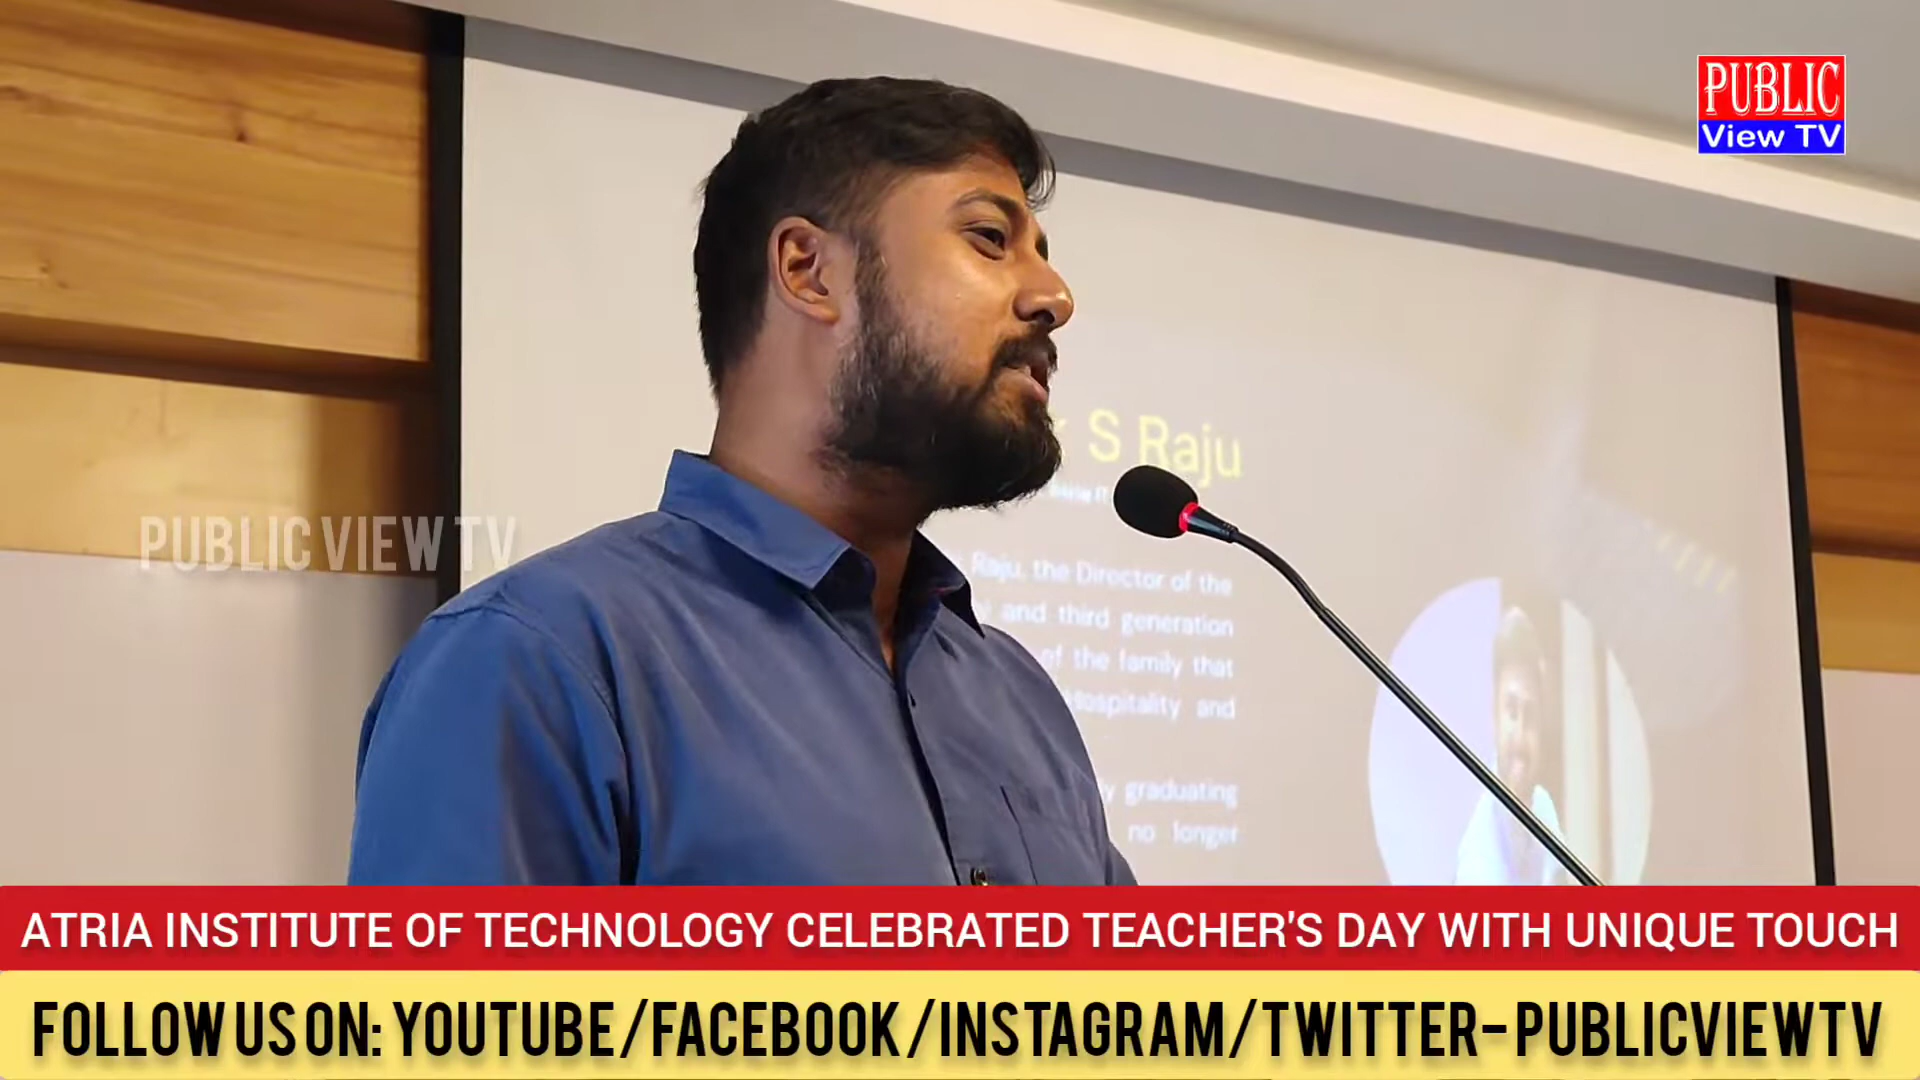 PUBLIC
View TV
S Raju
PUBLIC VIEW TV
Raju, the Director of the
and third generation
of the family that
Hospitality and
graduating
no longer
ATRIA INSTITUTE OF TECHNOLOGY CELEBRATED TEACHER'S DAY WITH UNIQUE TOUCH
FOLLOW US ON: YOUTUBE/FACEBOOK/INSTAGRAM/TWITTER-PUBLICVIEWTV